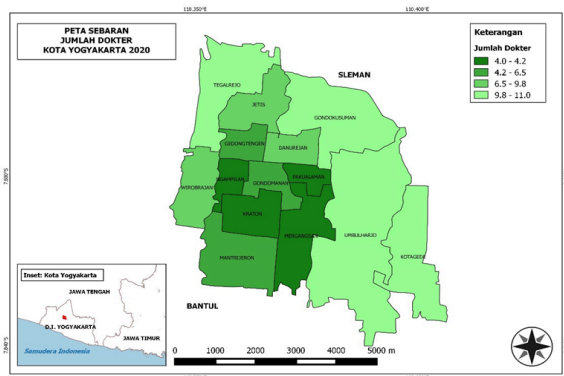 118.350°E
110.400°E
PETA SEBARAN
JUMLAH DOKTER
KOTA YOGYAKARTA 2020
Keterangan
Jumlah Dokter
4.0 - 4.2
4.2 - 6.5
6.5 - 9.8
9.8 - 11.0
SLEMAN
TEGALREJO
JETIS
GONDOKUSUMAN
GEDONGTENGEN
DANUREJAN
NGAMPILAN
PAKUALAMAN
WIROBRAJAN
GONDOMANAN
KRATON
MERGANGSAN
UMBULHARJO
KOTAGEDE
MANTRIJERON
BANTUL
Inset: Kota Yogyakarta
JAWA TENGAH
D.I. YOGYAKARTA
JAWA TIMUR
Samudera Indonesia
0 1000 2000 3000 4000 5000 m